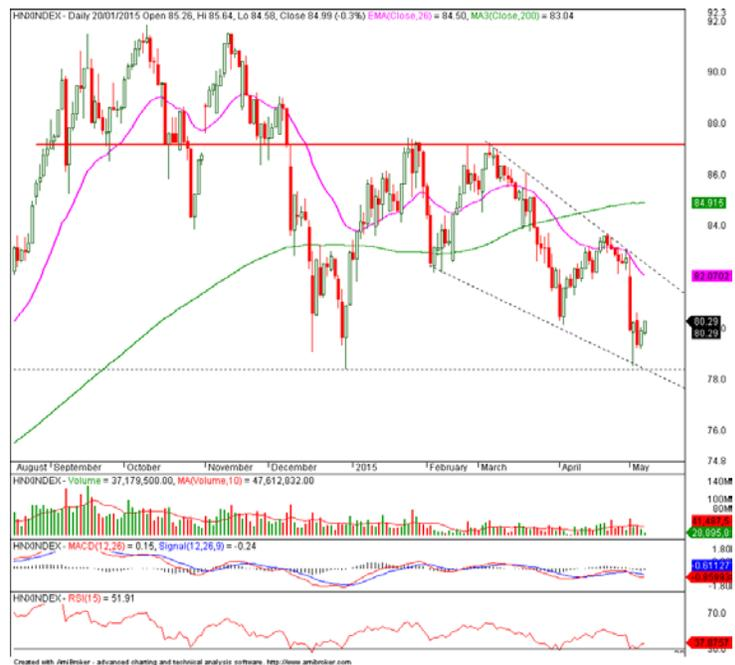 HNXINDEX - Daily 20/01/2015 Open 85.26, Hi 85.64, Lo 84.58, Close 84.99 (-0.3%) EMA(Close,26) = 84.50, MA3(Close,200) = 83.04
92.3
92.0
90.0
88.0
86.0
84.915
84.0
82.0702
80.29
80.29
78.0
76.0
74.8
August September October November December 2015 February March April May
HNXINDEX - Volume = 37,179,500.00, MA(Volume,10) = 47,612,832.00
140M
100M
HNXINDEX - MACD(12,26) = 0.15, Signal(12,26,9) = -0.24
-0.61127
HNXINDEX - RSI(15) = 51.91
70.0
Created with AmiBroker - advanced charting and technical analysis software. http://www.amibroker.com